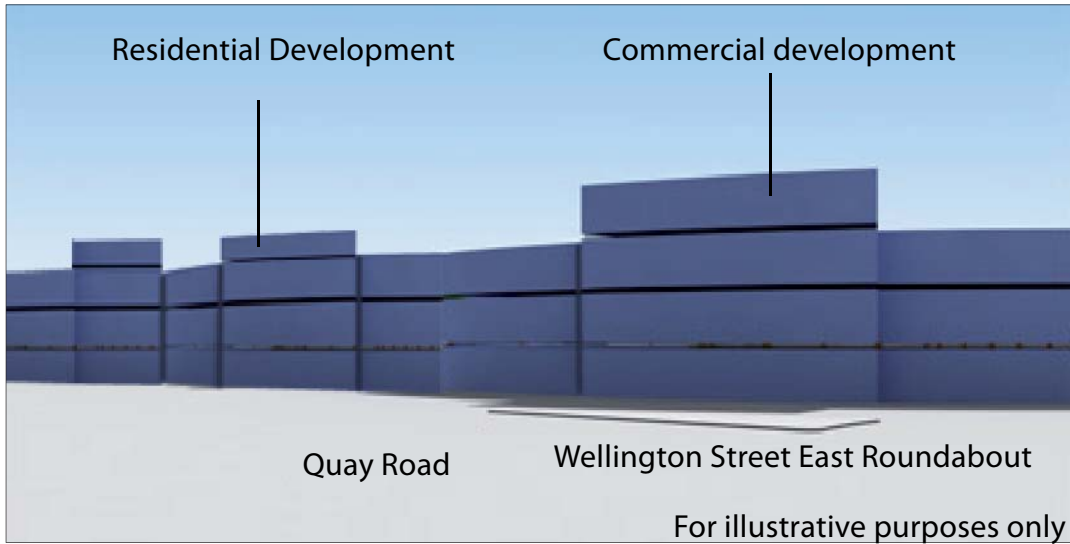 Residential Development
Commercial development
Quay Road
Wellington Street East Roundabout
For illustrative purposes only